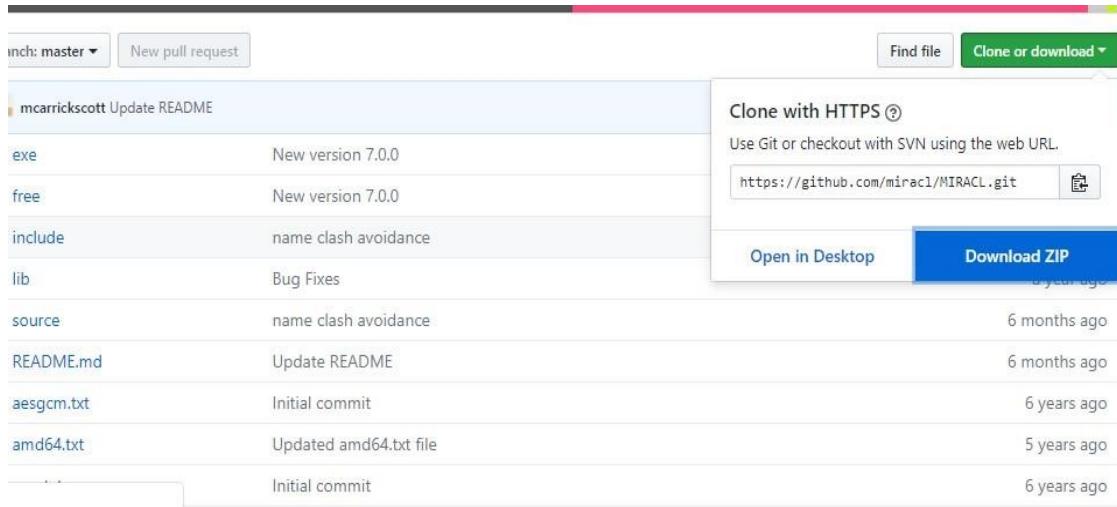 anch: master
New pull request
Find file
Clone or download
mcarrickscott Update README
Clone with HTTPS
Use Git or checkout with SVN using the web URL.
https://github.com/miracl/MIRACL.git
Open in Desktop
Download ZIP
exe New version 7.0.0
free New version 7.0.0
include name clash avoidance
lib Bug Fixes a year ago
source name clash avoidance 6 months ago
README.md Update README 6 months ago
aesgcm.txt Initial commit 6 years ago
amd64.txt Updated amd64.txt file 5 years ago
Initial commit 6 years ago